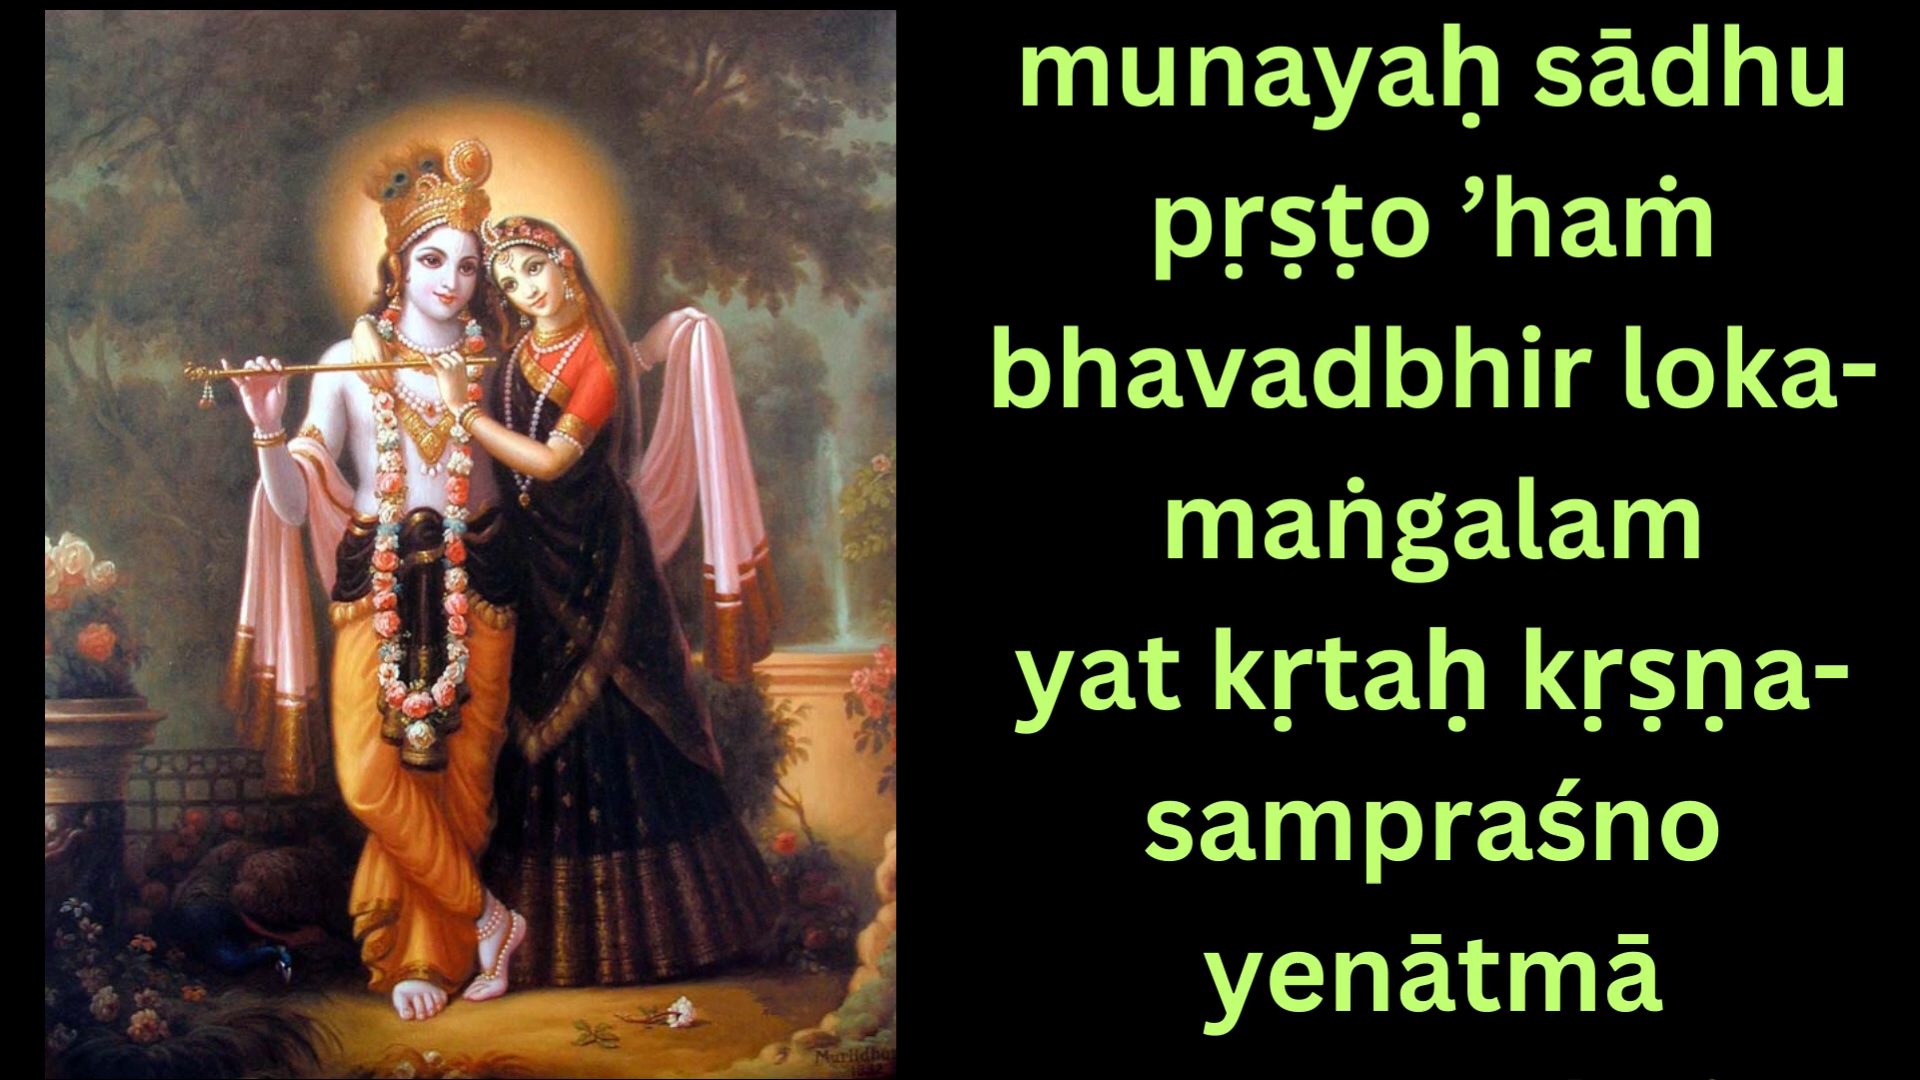 munayaḥ sādhu
pṛṣṭo ’haṁ
bhavadbhir loka-
maṅgalam
yat kṛtaḥ kṛṣṇa-
sampraśno
yenātmā